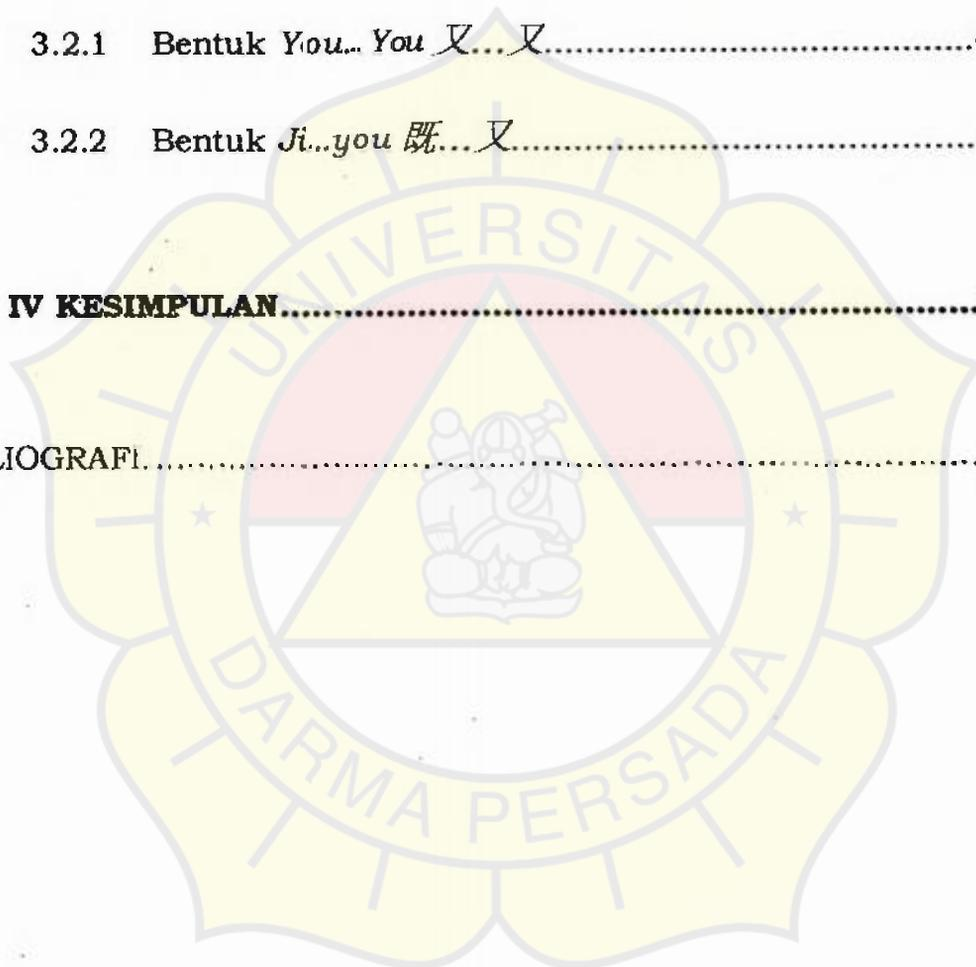 3.2.1 Bentuk You... You 又...又.............................................
3.2.2 Bentuk Ji...you 既...又.............................................
IV KESIMPULAN.............................................................
LIOGRAFI.............................................................
UNIVERSITAS
DARMA PERSADA